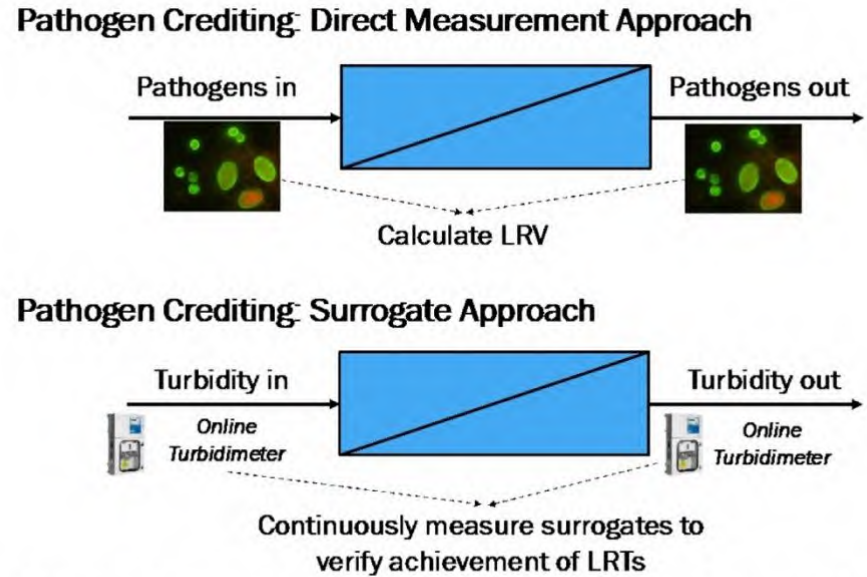 Pathogen Crediting: Direct Measurement Approach
Pathogens in
Pathogens out
Calculate LRV
Pathogen Crediting: Surrogate Approach
Turbidity in
Turbidity out
Online
Turbidimeter
Online
Turbidimeter
Continuously measure surrogates to
verify achievement of LRTs